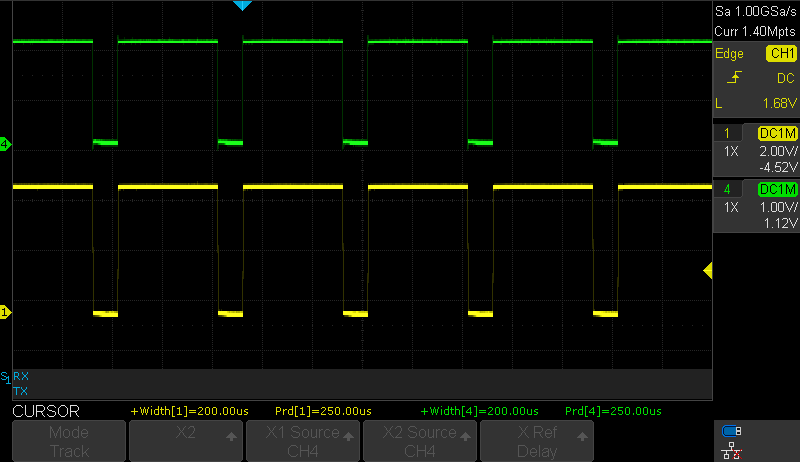 Sa 1.00GSa/s
Curr 1.40Mpts
Edge CH1
DC
L 1.68V
1 DC1M
1X 2.00V/
-4.52V
4 DC1M
1X 1.00V/
1.12V
4
1
S1 RX
TX
CURSOR +Width[1]=200.00us Prd[1]=250.00us +Width[4]=200.00us Prd[4]=250.00us
Mode Track
X2
X1 Source CH4
X2 Source CH4
X Ref Delay